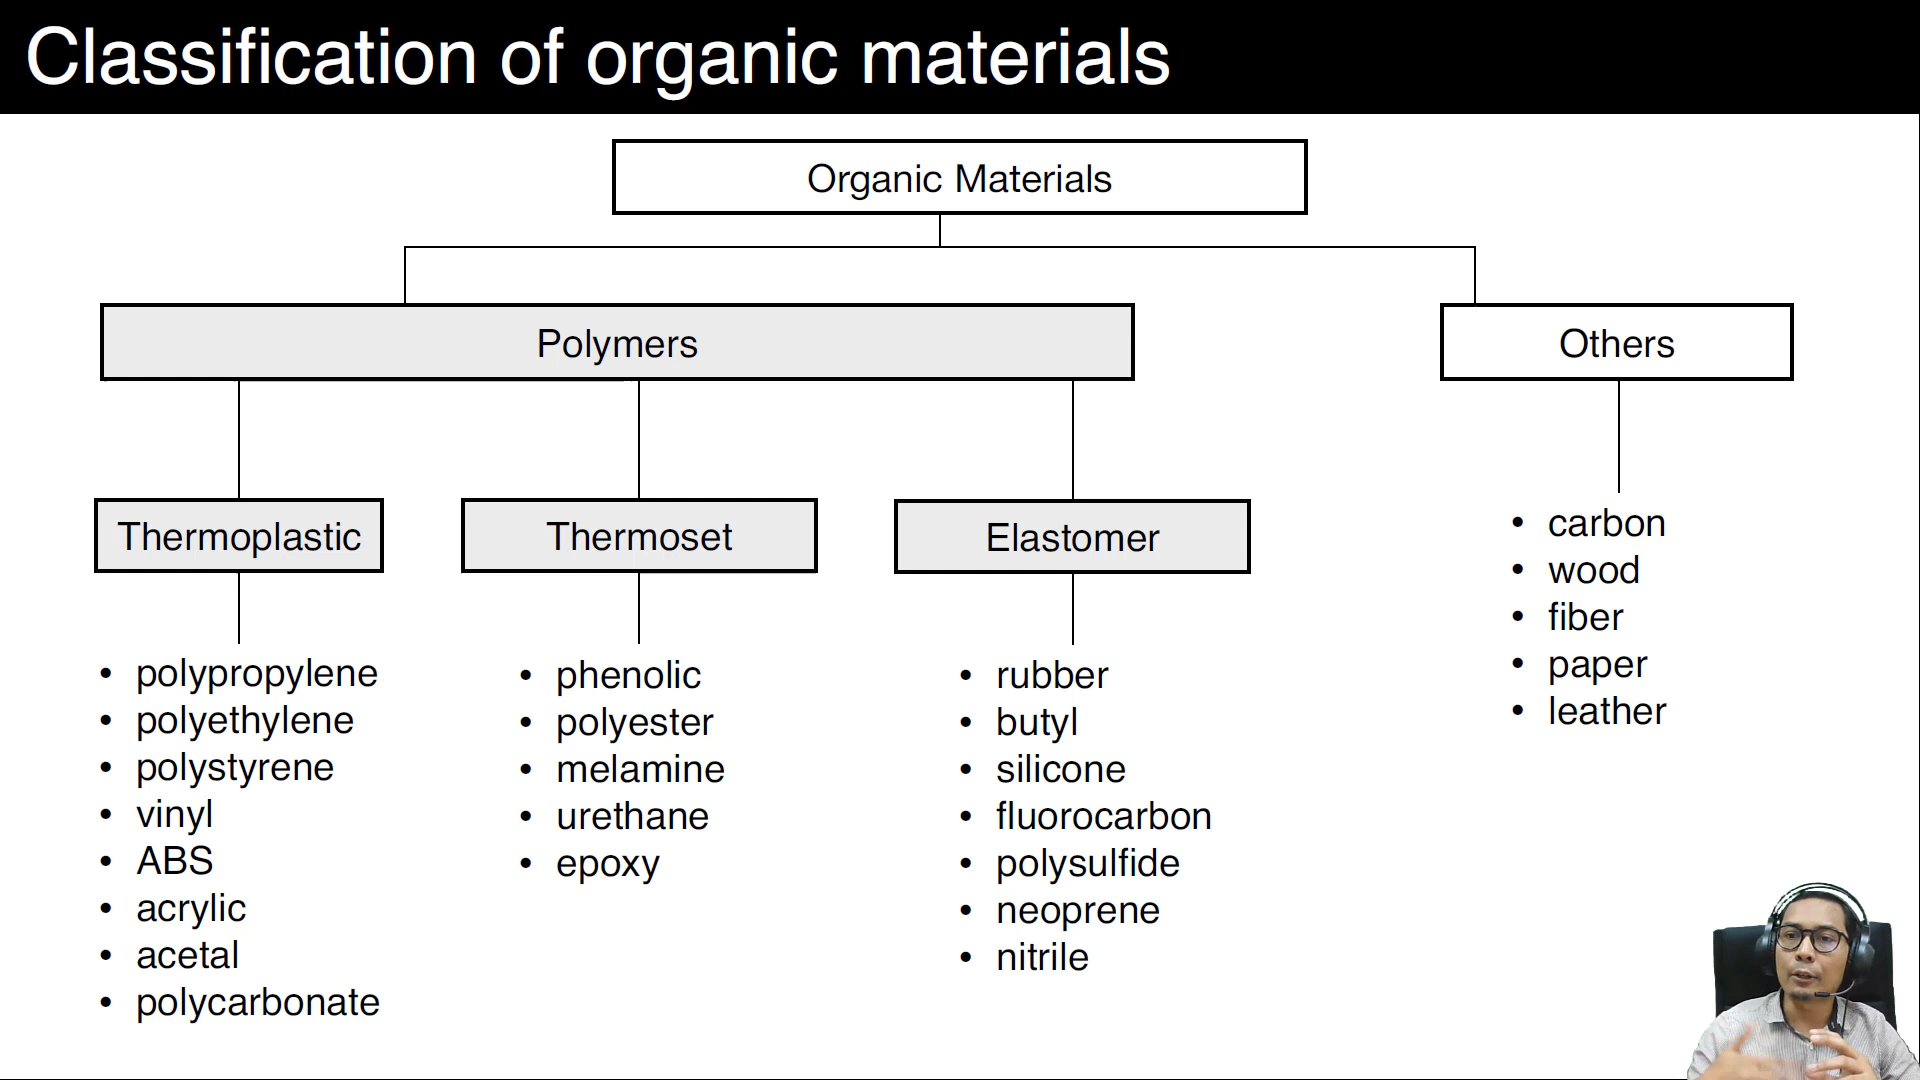 Classification of organic materials
Organic Materials
Polymers
Others
Thermoplastic
Thermoset
Elastomer
• polypropylene
• polyethylene
• polystyrene
• vinyl
• ABS
• acrylic
• acetal
• polycarbonate
• phenolic
• polyester
• melamine
• urethane
• epoxy
• rubber
• butyl
• silicone
• fluorocarbon
• polysulfide
• neoprene
• nitrile
• carbon
• wood
• fiber
• paper
• leather